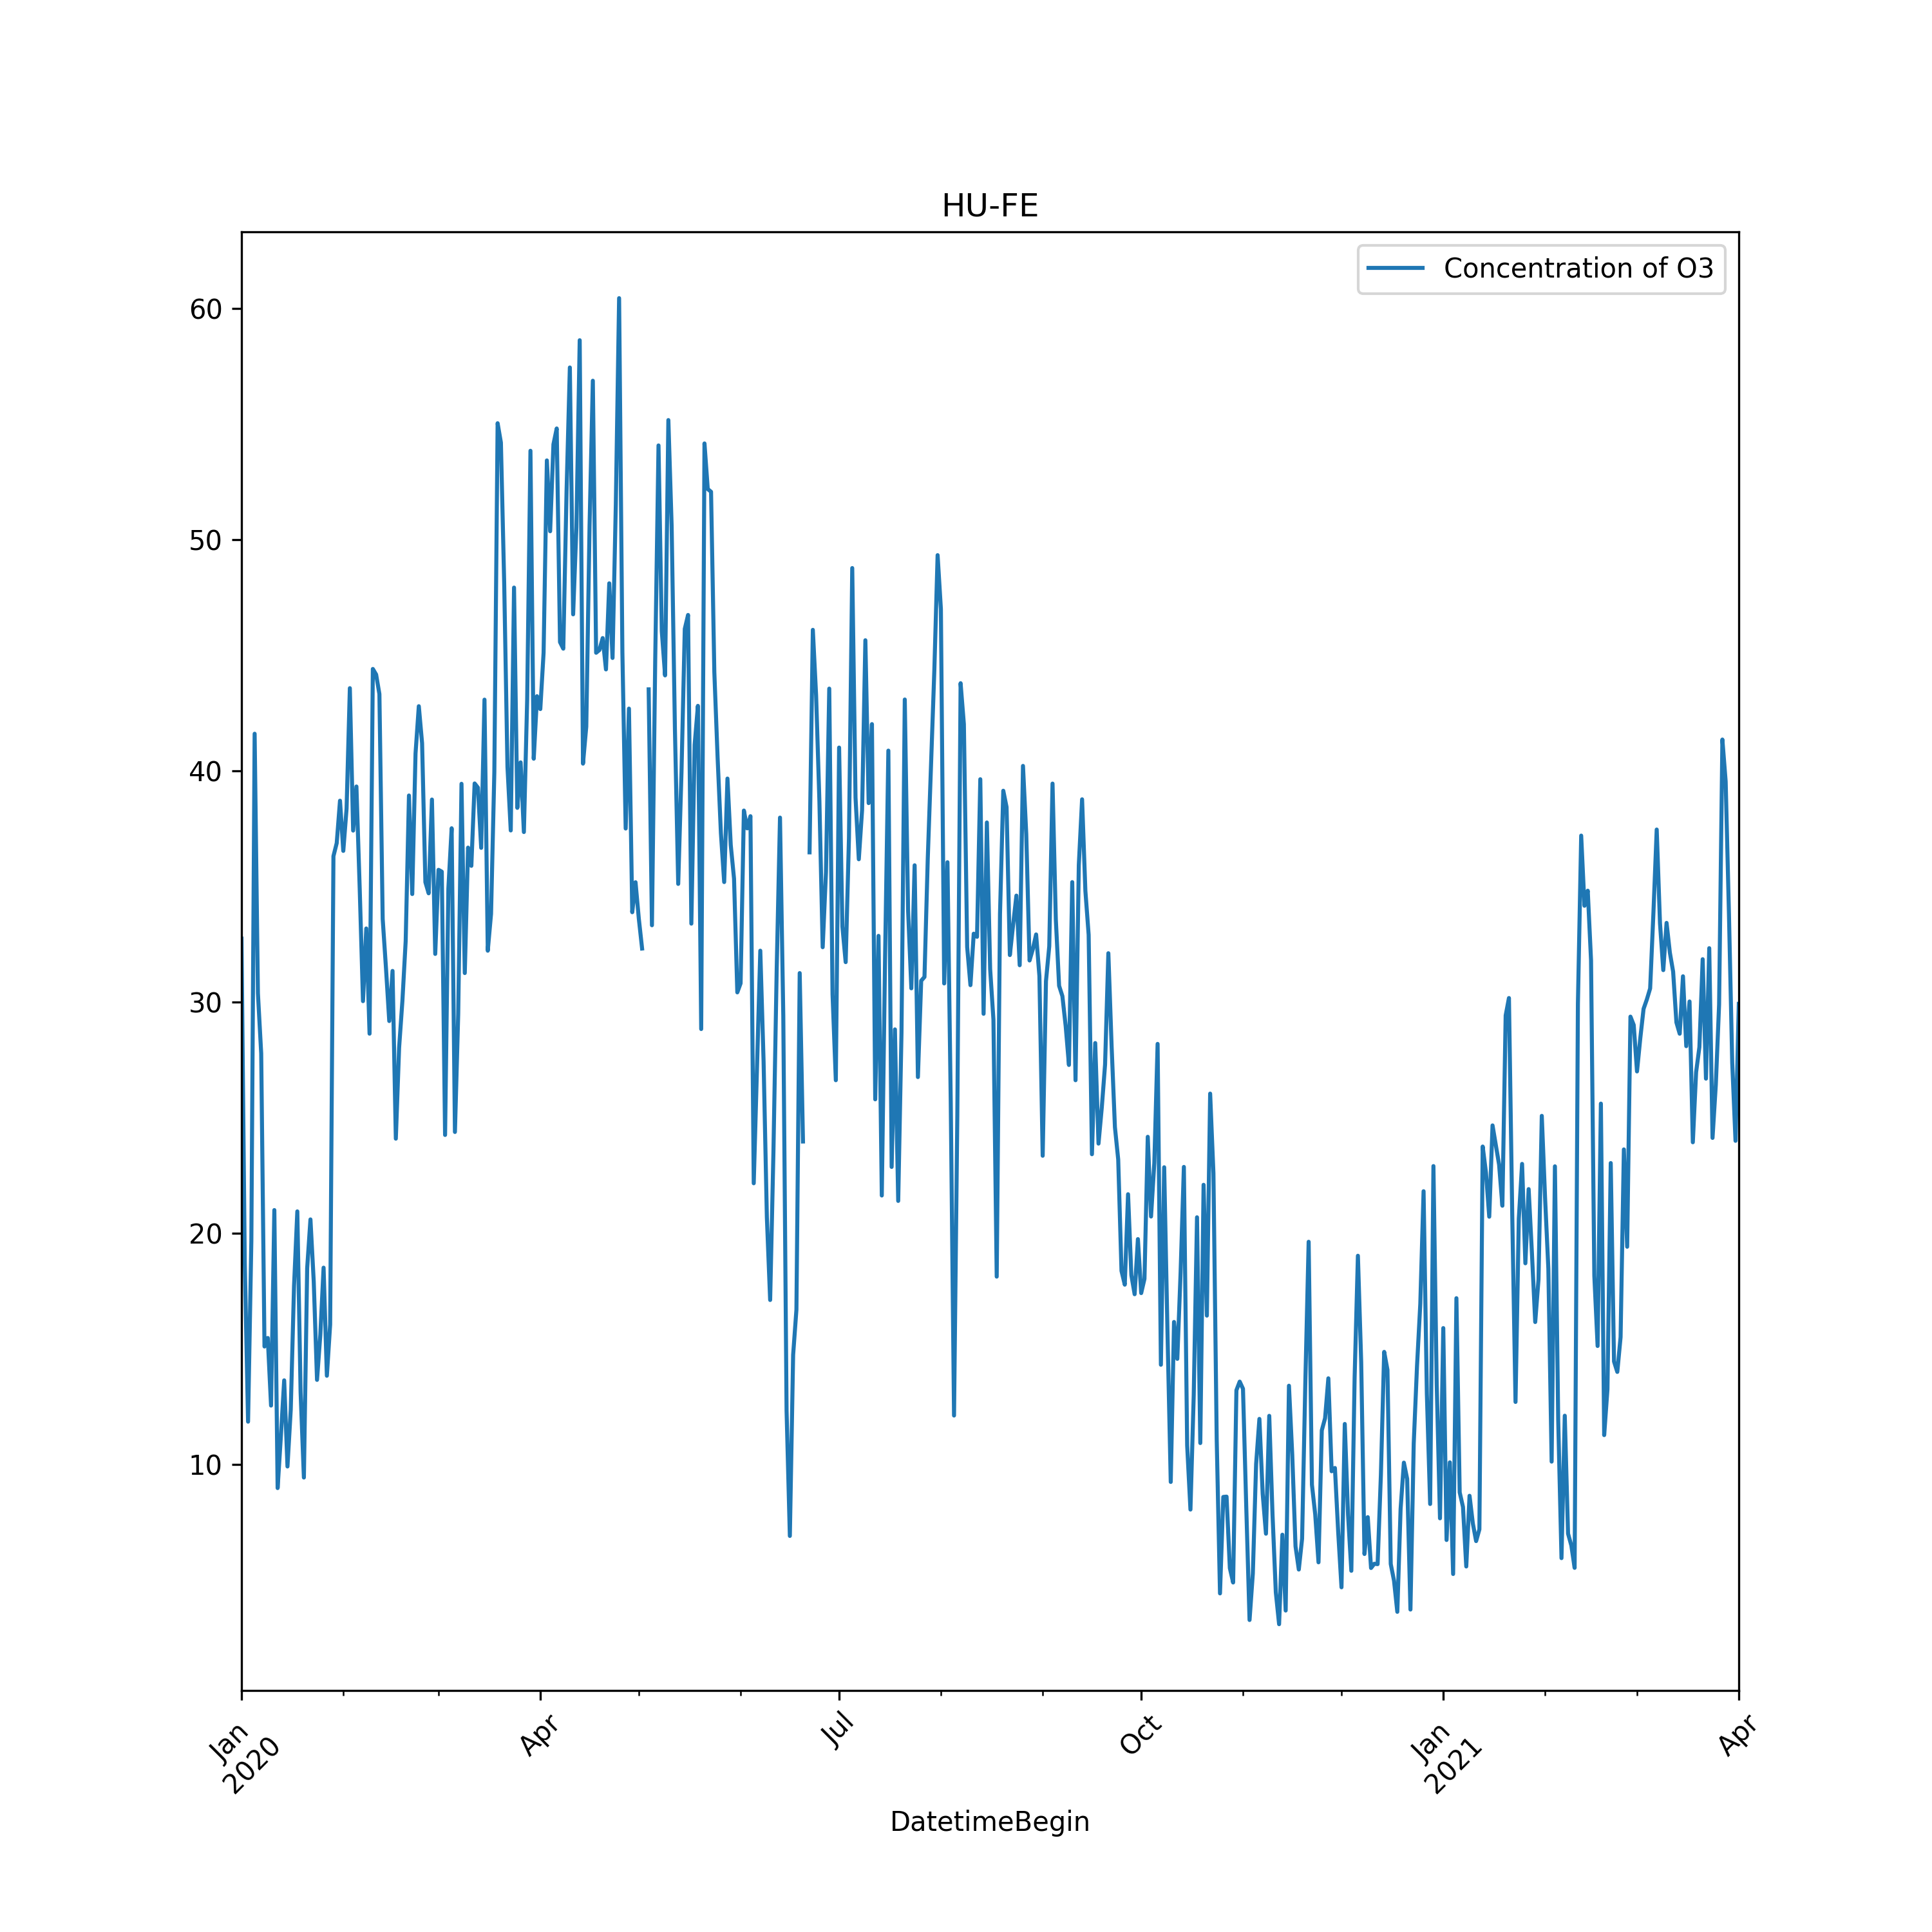 HU-FE
Concentration of O3
60
50
40
30
20
10
Jan
2020
Apr
Jul
Oct
Jan
2021
Apr
DatetimeBegin